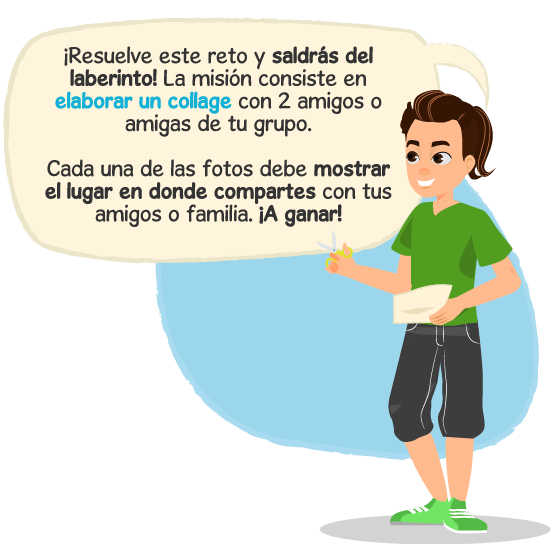 ¡Resuelve este reto y saldrás del
laberinto! La misión consiste en
elaborar un collage con 2 amigos o
amigas de tu grupo.
Cada una de las fotos debe mostrar
el lugar en donde compartes con tus
amigos o familia. ¡A ganar!